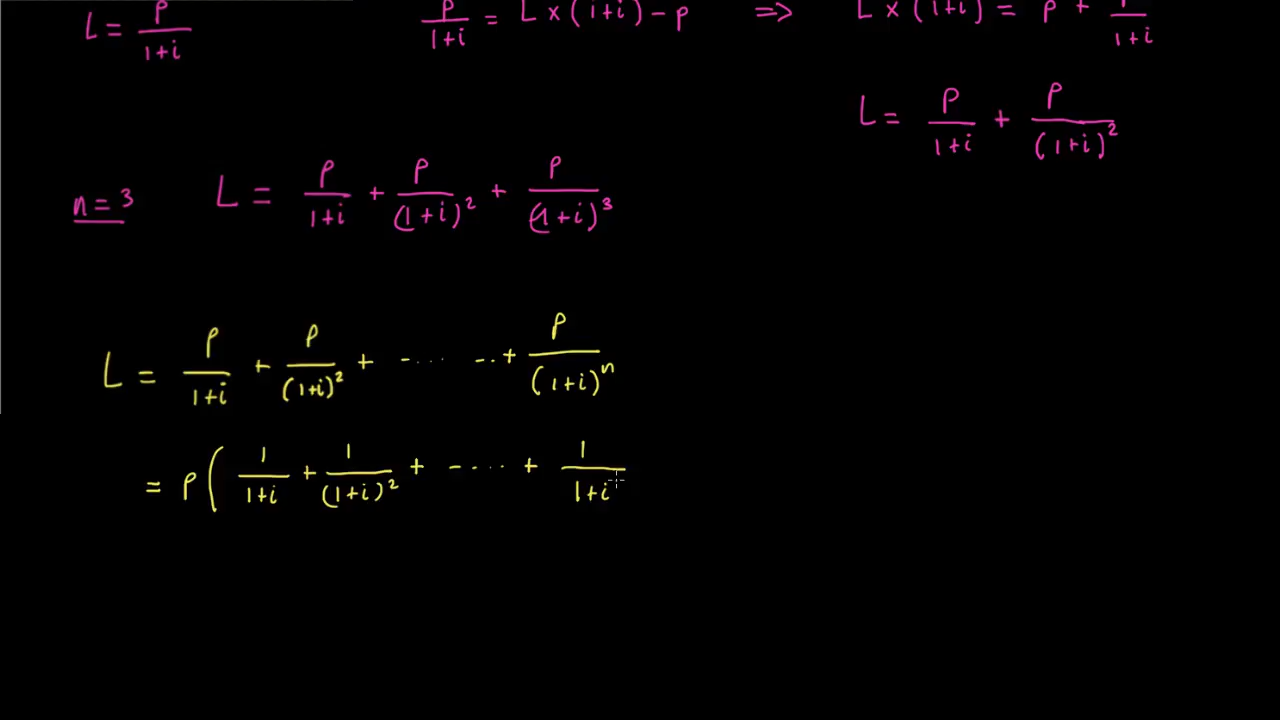 L = P/(1+i)    P/(1+i) = L × (1+i) − P    ⇒    L × (1+i) = P + P/(1+i)
L = P/(1+i) + P/(1+i)²
n = 3    L = P/(1+i) + P/(1+i)² + P/(1+i)³
L = P/(1+i) + P/(1+i)² + ...... + P/(1+i)ⁿ
= P( 1/(1+i) + 1/(1+i)² + ..... + 1/1+i